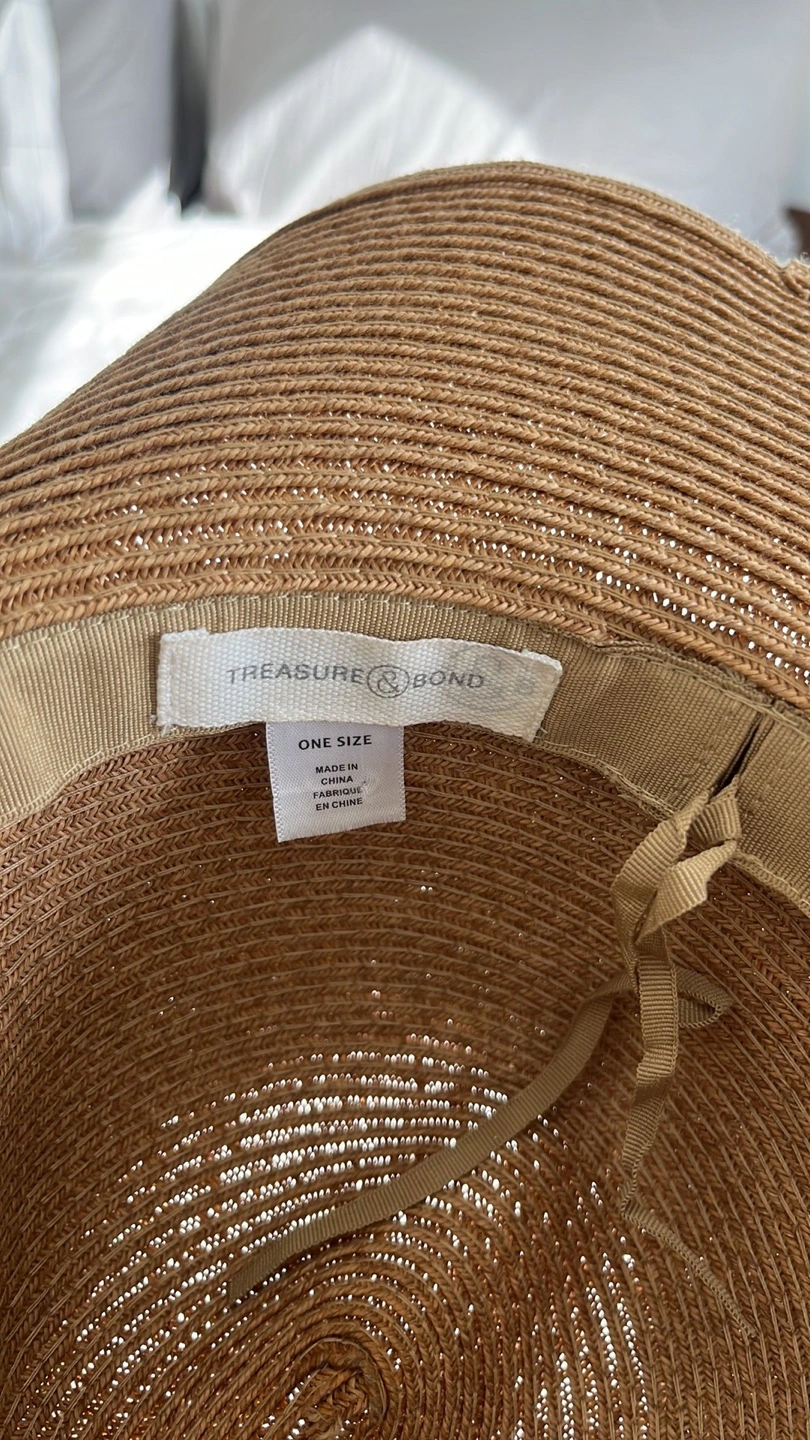 TREASURE & BOND
ONE SIZE
MADE IN
CHINA
FABRIQUÉ
EN CHINE